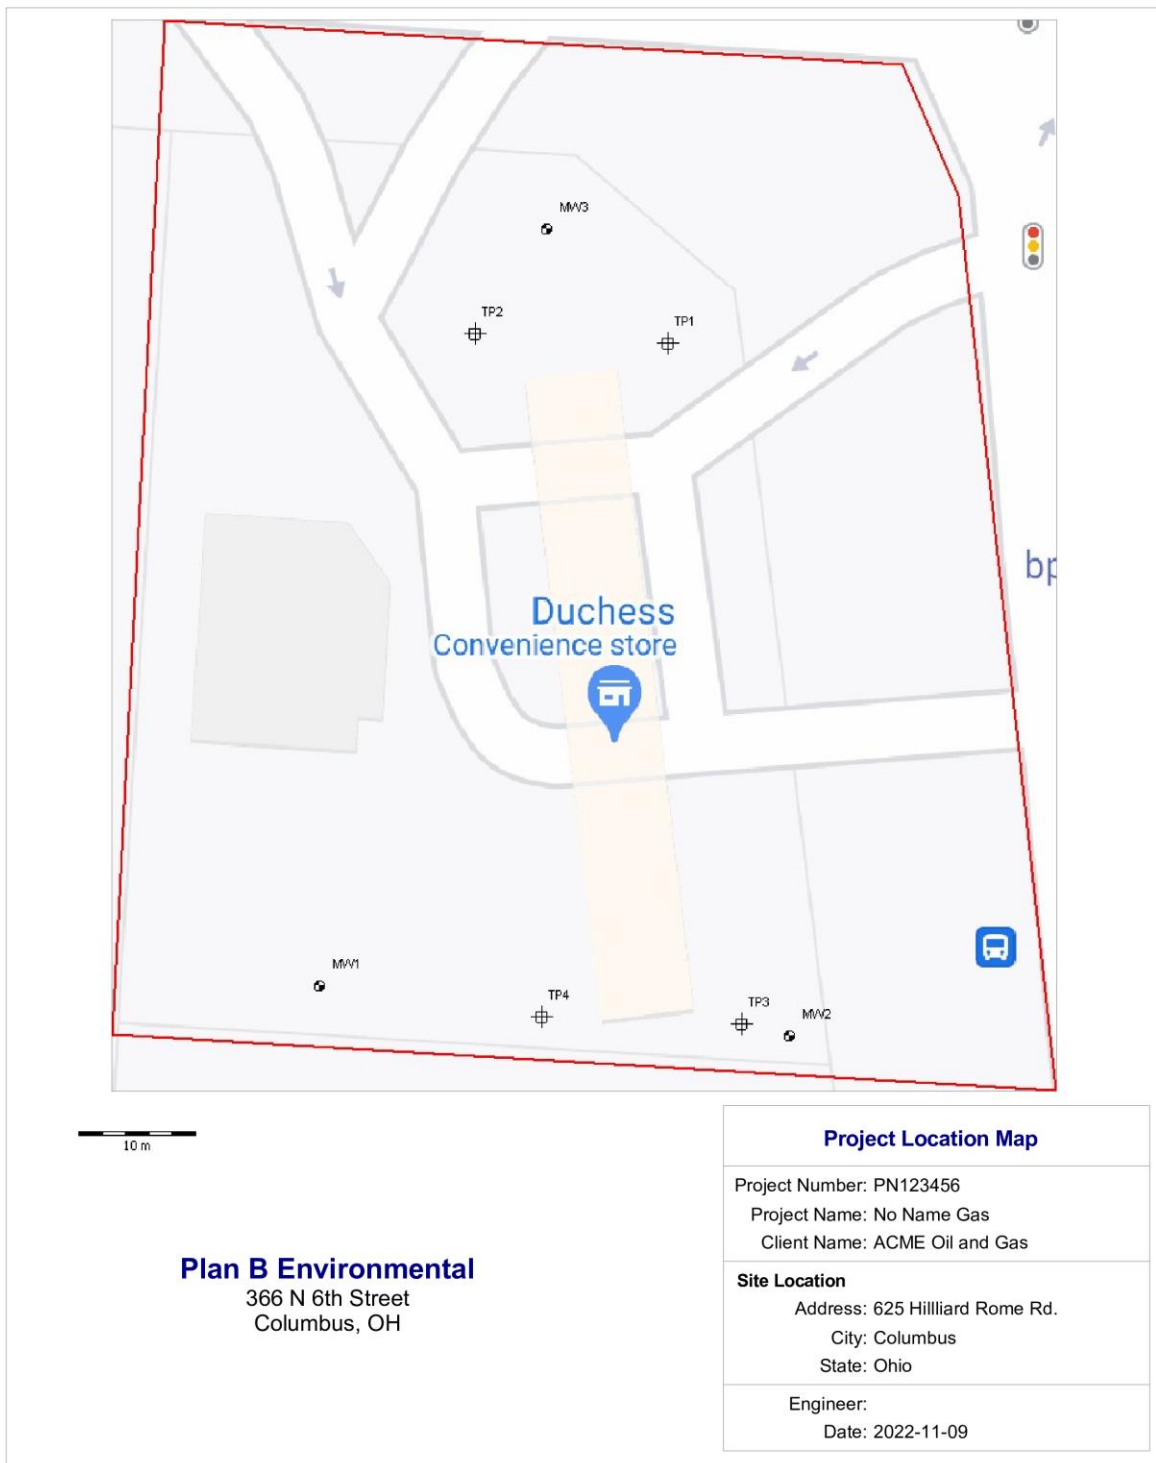 MW3
TP2
TP1
bp
Duchess
Convenience store
MW1
TP4
TP3
MW2
10 m
Plan B Environmental
366 N 6th Street
Columbus, OH
Project Location Map
Project Number: PN123456
Project Name: No Name Gas
Client Name: ACME Oil and Gas
Site Location
Address: 625 Hillliard Rome Rd.
City: Columbus
State: Ohio
Engineer:
Date: 2022-11-09